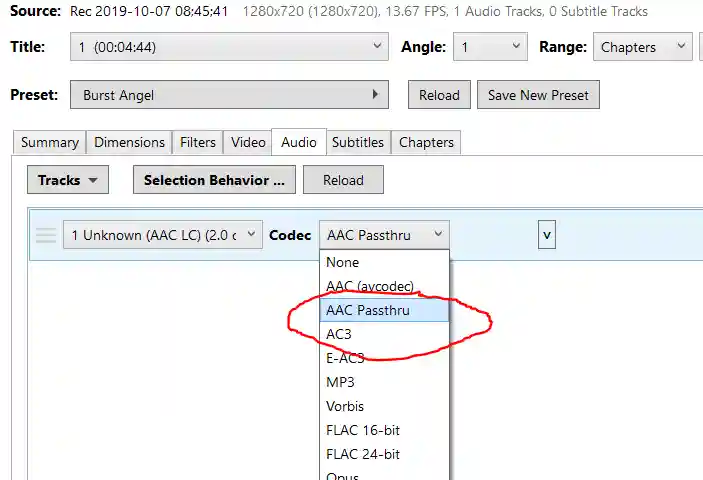 Source: Rec 2019-10-07 08;45;41 1280x720 (1280x720), 13.67 FPS, 1 Audio Tracks, 0 Subtitle Tracks
Title: 1 (00:04:44) Angle: 1 Range: Chapters
Preset: Burst Angel Reload Save New Preset
Summary Dimensions Filters Video Audio Subtitles Chapters
Tracks Selection Behavior ... Reload
1 Unknown (AAC LC) (2.0 c Codec AAC Passthru v
None
AAC (avcodec)
AAC Passthru
AC3
E-AC3
MP3
Vorbis
FLAC 16-bit
FLAC 24-bit
Opus